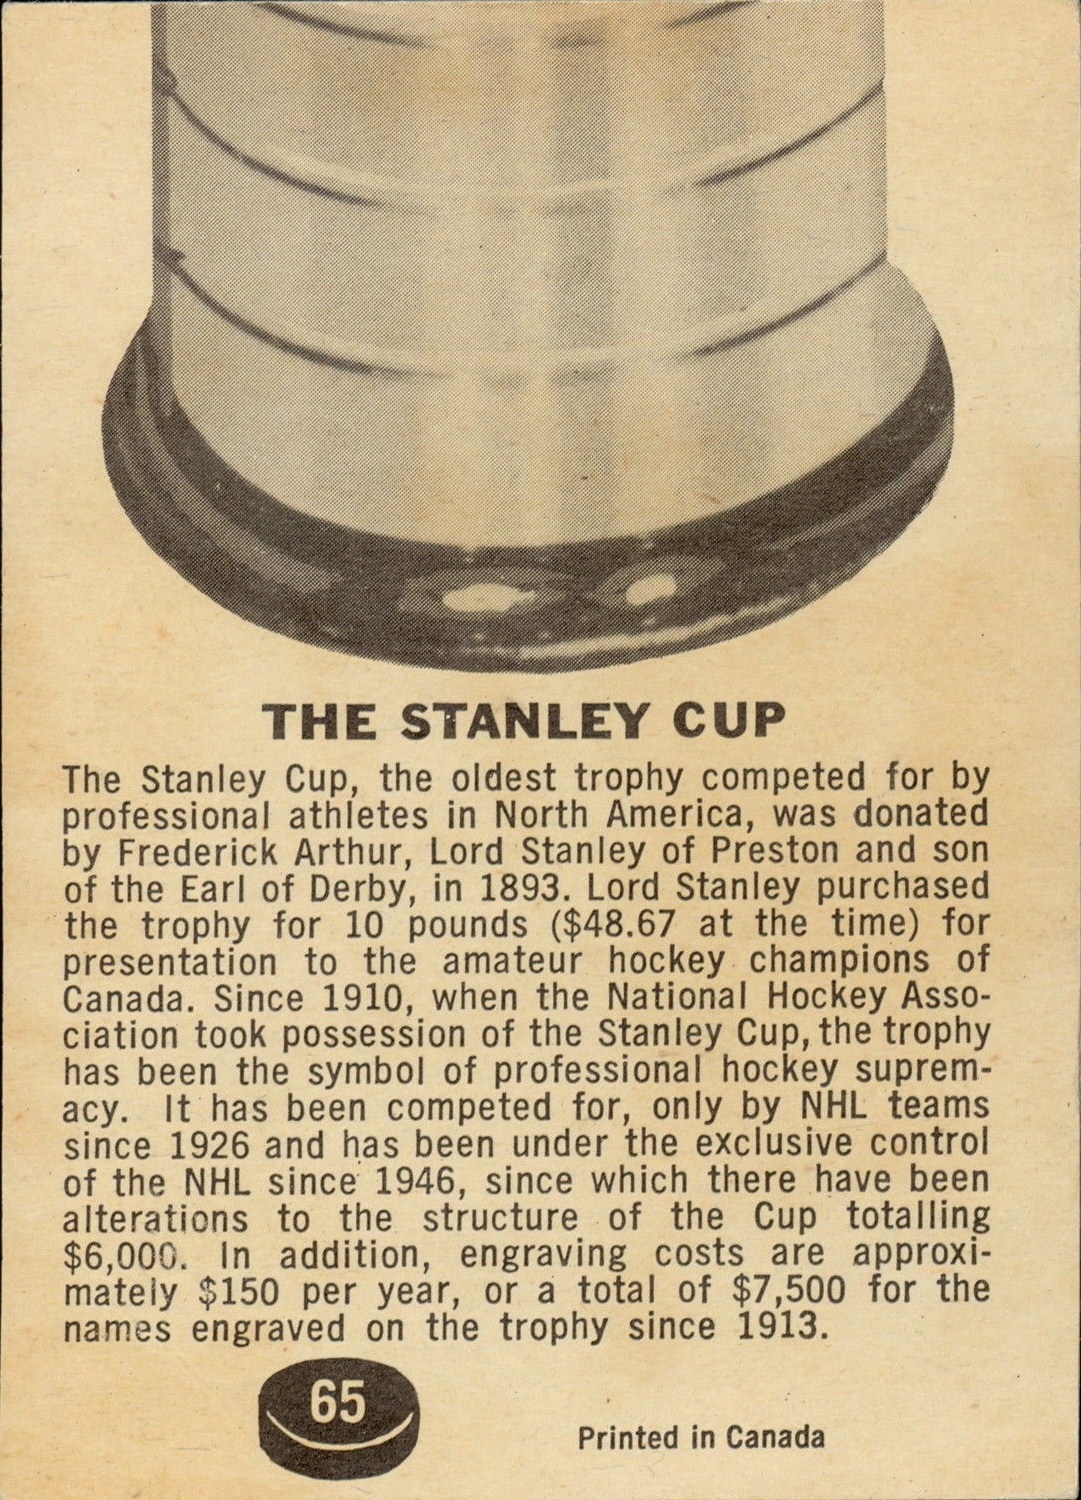 THE STANLEY CUP
The Stanley Cup, the oldest trophy competed for by
professional athletes in North America, was donated
by Frederick Arthur, Lord Stanley of Preston and son
of the Earl of Derby, in 1893. Lord Stanley purchased
the trophy for 10 pounds ($48.67 at the time) for
presentation to the amateur hockey champions of
Canada. Since 1910, when the National Hockey Asso-
ciation took possession of the Stanley Cup, the trophy
has been the symbol of professional hockey suprem-
acy. It has been competed for, only by NHL teams
since 1926 and has been under the exclusive control
of the NHL since 1946, since which there have been
alterations to the structure of the Cup totalling
$6,000. In addition, engraving costs are approxi-
mately $150 per year, or a total of $7,500 for the
names engraved on the trophy since 1913.
65
Printed in Canada